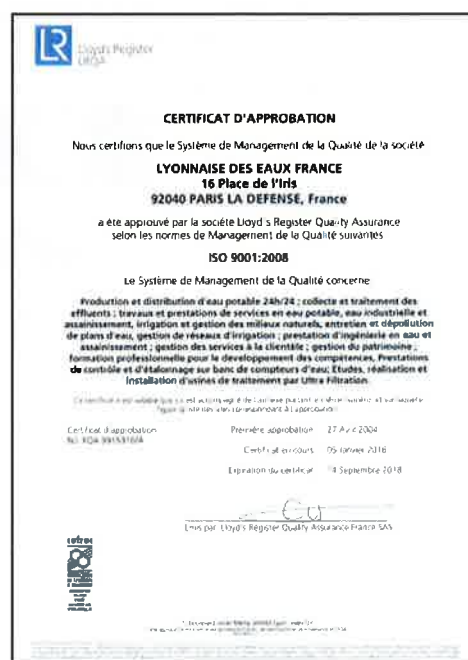 LR
Lloyd's Register
LRQA
CERTIFICAT D'APPROBATION
Nous certifions que le Système de Management de la Qualité de la société
LYONNAISE DES EAUX FRANCE
16 Place de l'Iris
92040 PARIS LA DEFENSE, France
a été approuvé par la société Lloyd's Register Quality Assurance
selon les normes de Management de la Qualité suivantes
ISO 9001:2008
Le Système de Management de la Qualité concerne
Production et distribution d'eau potable 24h/24 ; collecte et traitement des
effluents ; travaux et prestations de services en eau potable, eau industrielle et
assainissement, irrigation et gestion des milieux naturels, entretien et dépollution
de plans d'eau, gestion de réseaux d'irrigation ; prestation d'ingénierie en eau et
assainissement ; gestion des services à la clientèle ; gestion du patrimoine ;
formation professionnelle pour le developpement des compétences, Prestations
de contrôle et d'étalonnage sur banc de compteurs d'eau; Etudes, réalisation et
Installation d'usines de traitement par Ultra Filtration.
Certificat d'approbation
Première approbation 27 Avril 2004
Certificat en cours 05 Janvier 2016
Expiration du certificat 14 Septembre 2018
Emis par Lloyd's Register Quality Assurance France SAS
cofrac